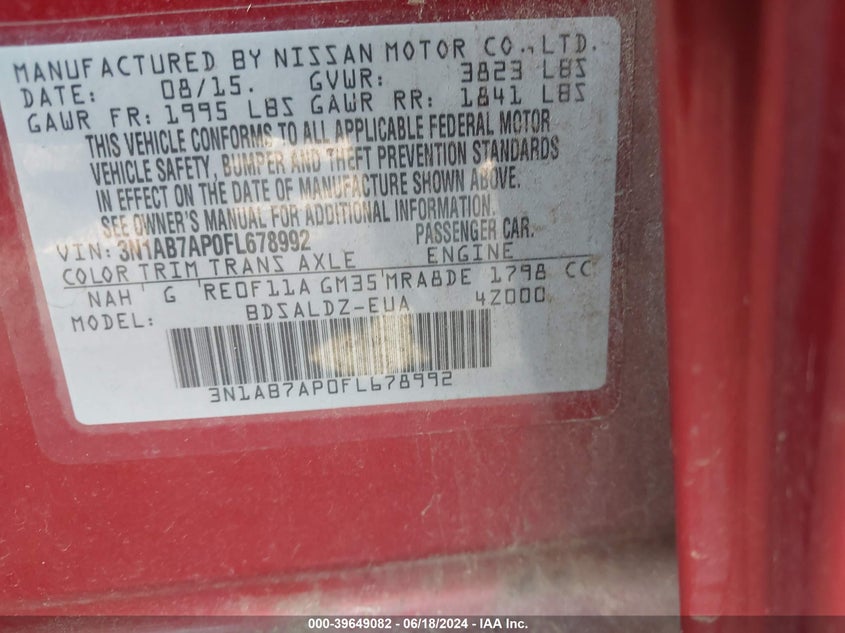 MANUFACTURED BY NISSAN MOTOR CO., LTD.
DATE: 08/15. GVWR: 3823 LBS
GAWR FR: 1995 LBS GAWR RR: 1841 LBS
THIS VEHICLE CONFORMS TO ALL APPLICABLE FEDERAL MOTOR
VEHICLE SAFETY, BUMPER AND THEFT PREVENTION STANDARDS
IN EFFECT ON THE DATE OF MANUFACTURE SHOWN ABOVE.
SEE OWNER'S MANUAL FOR ADDITIONAL INFORMATION.
VIN: 3N1AB7AP0FL678992 PASSENGER CAR.
COLOR TRIM TRANS AXLE ENGINE
NAH G RE0F11A GM35 MRA8DE 1798 CC
MODEL: BDSALDZ-EUA 4Z000
3N1AB7AP0FL678992
000-39649082 - 06/18/2024 - IAA Inc.